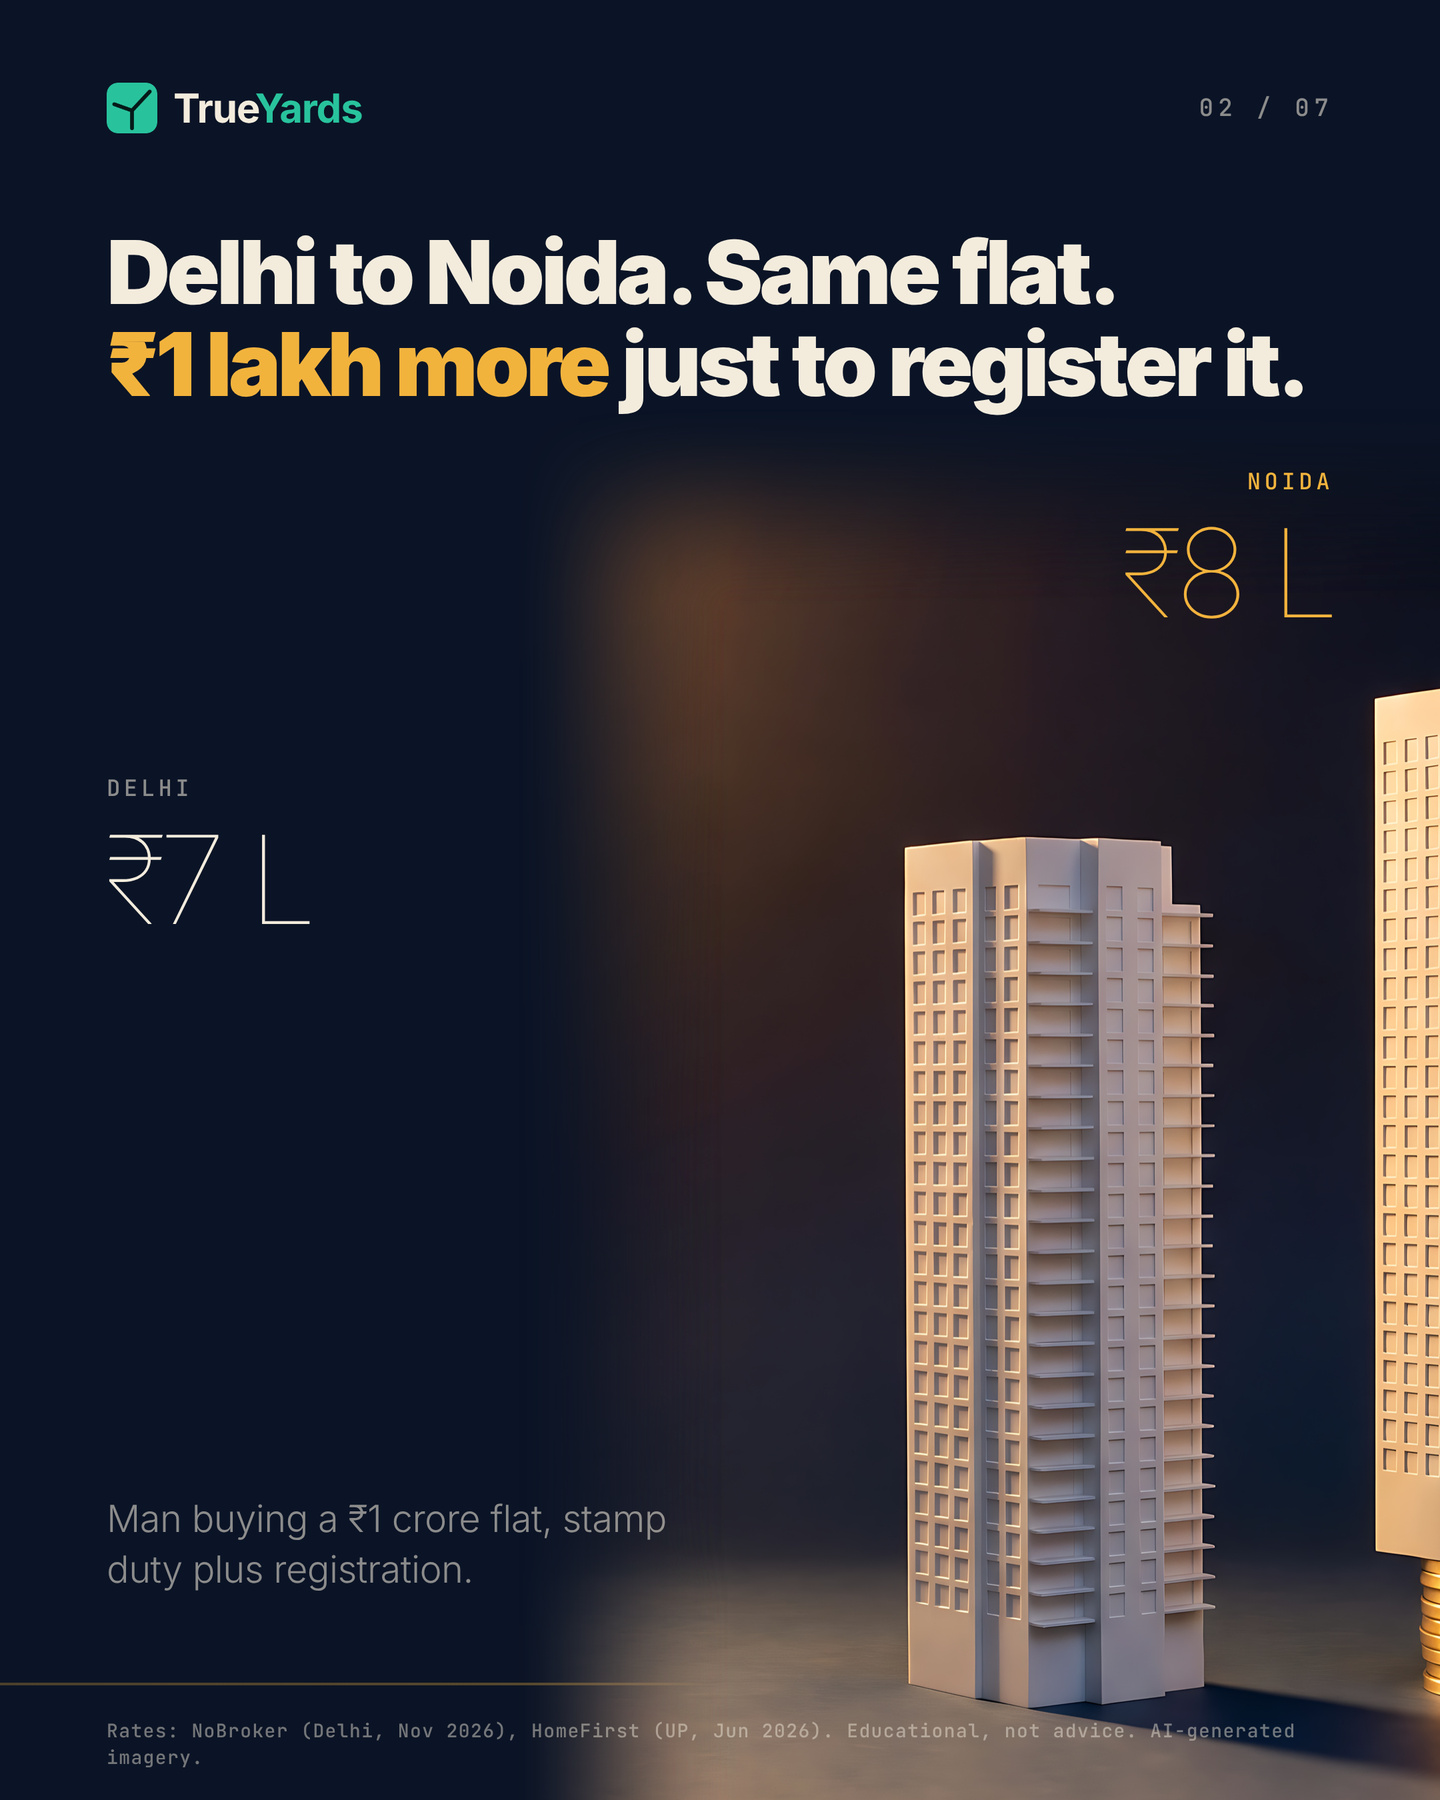 TrueYards
02 / 07
Delhi to Noida. Same flat.
₹1 lakh more just to register it.
NOIDA
₹8 L
DELHI
₹7 L
Man buying a ₹1 crore flat, stamp
duty plus registration.
Rates: NoBroker (Delhi, Nov 2026), HomeFirst (UP, Jun 2026). Educational, not advice. AI-generated
imagery.